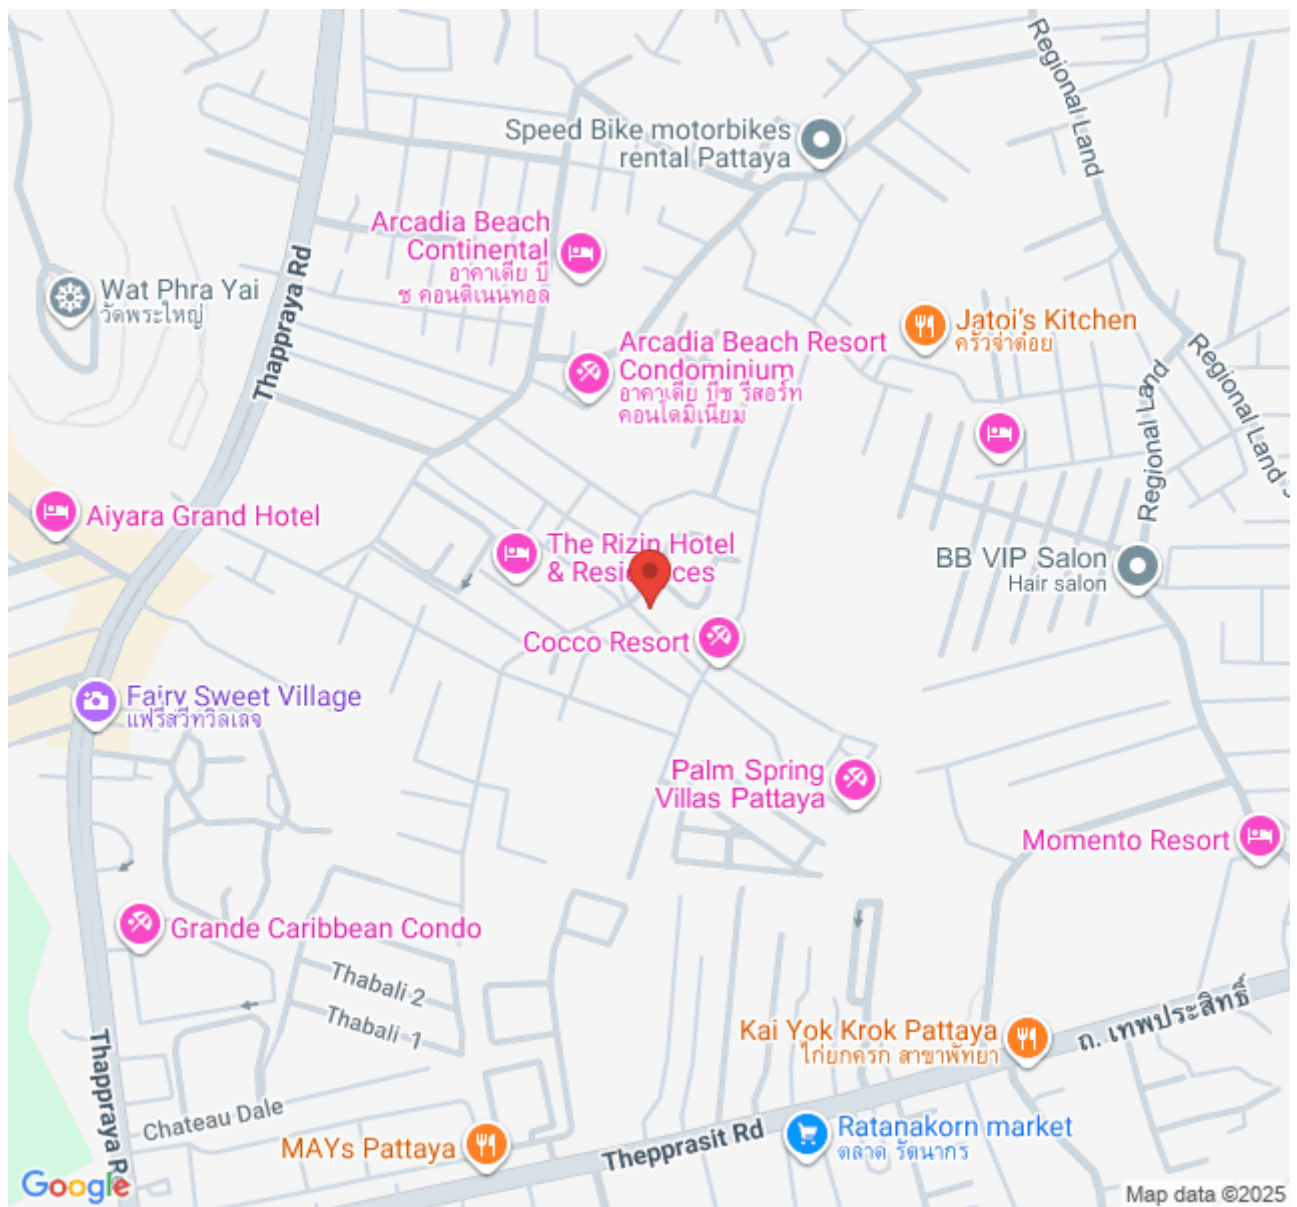 Regional Land
Speed Bike motorbikes
rental Pattaya
Arcadia Beach
Continental
อาคาเดีย บี
ช คอนติเนนทอล
Thappraya Rd
Wat Phra Yai
วัดพระใหญ่
Jatoi's Kitchen
ครัวจ่าต๋อย
Arcadia Beach Resort
Condominium
อาคาเดีย บีช รีสอร์ท
คอนโดมิเนียม
Regional Land
Regional Land
Aiyara Grand Hotel
The Rizin Hotel
& Resi ces
BB VIP Salon
Hair salon
Cocco Resort
Fairy Sweet Village
แฟรี่สวีทวิลเลจ
Palm Spring
Villas Pattaya
Momento Resort
Grande Caribbean Condo
Thabali 2
Thabali 1
Kai Yok Krok Pattaya
ไก่ยกครก สาขาพัทยา
ถ. เทพประสิทธิ์
Thappraya Rd
Chateau Dale
MAYs Pattaya
Thepprasit Rd
Ratanakorn market
ตลาด รัตนากร
Google
Map data ©2025